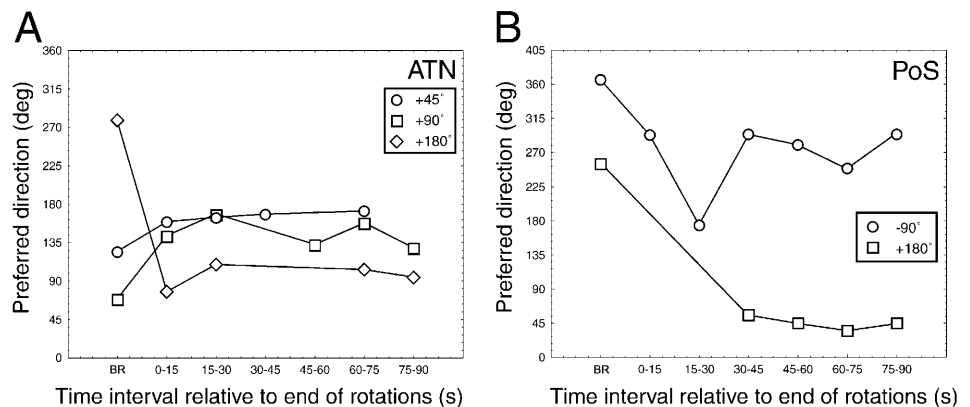 A
ATN
Preferred direction (deg)
360
315
270
225
180
135
90
45
0
+45°
+90°
+180°
BR 0-15 15-30 30-45 45-60 60-75 75-90
Time interval relative to end of rotations (s)
B
PoS
Preferred direction (deg)
405
360
315
270
225
180
135
90
45
0
-90°
+180°
BR 0-15 15-30 30-45 45-60 60-75 75-90
Time interval relative to end of rotations (s)